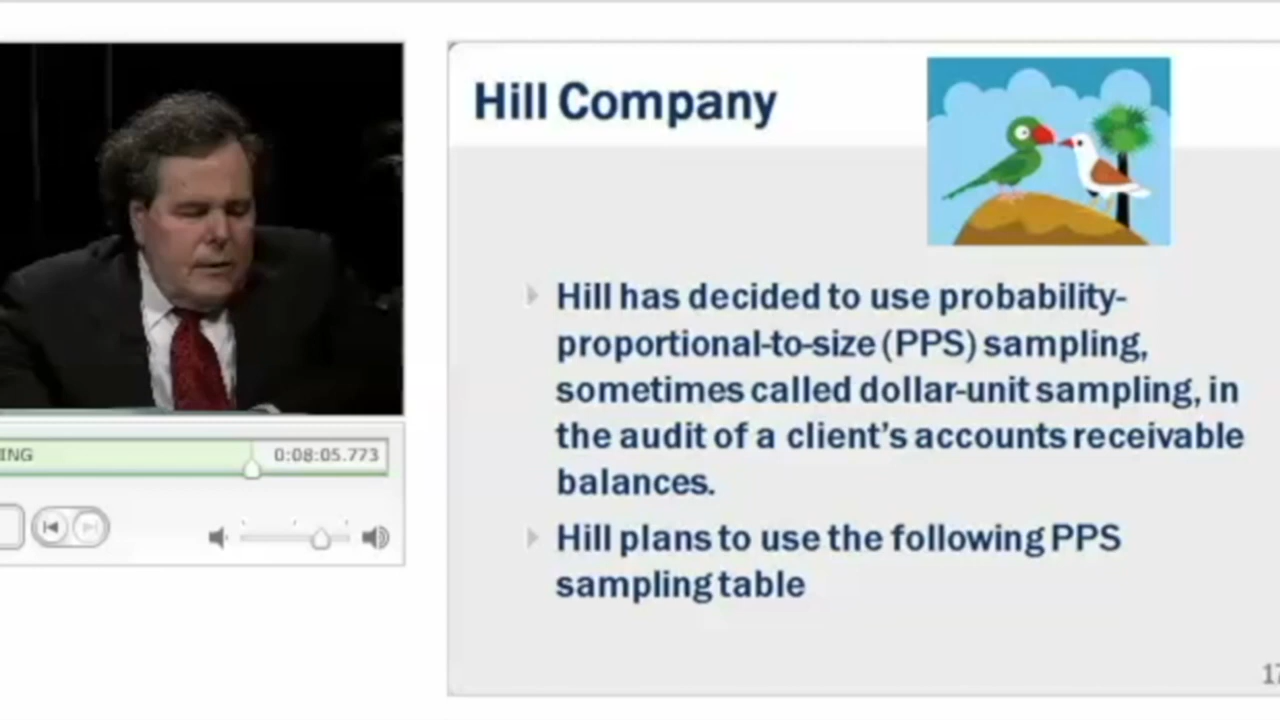 Hill Company
Hill has decided to use probability-
proportional-to-size (PPS) sampling,
sometimes called dollar-unit sampling, in
the audit of a client's accounts receivable
balances.
Hill plans to use the following PPS
sampling table
ING
0:08:05.773
17